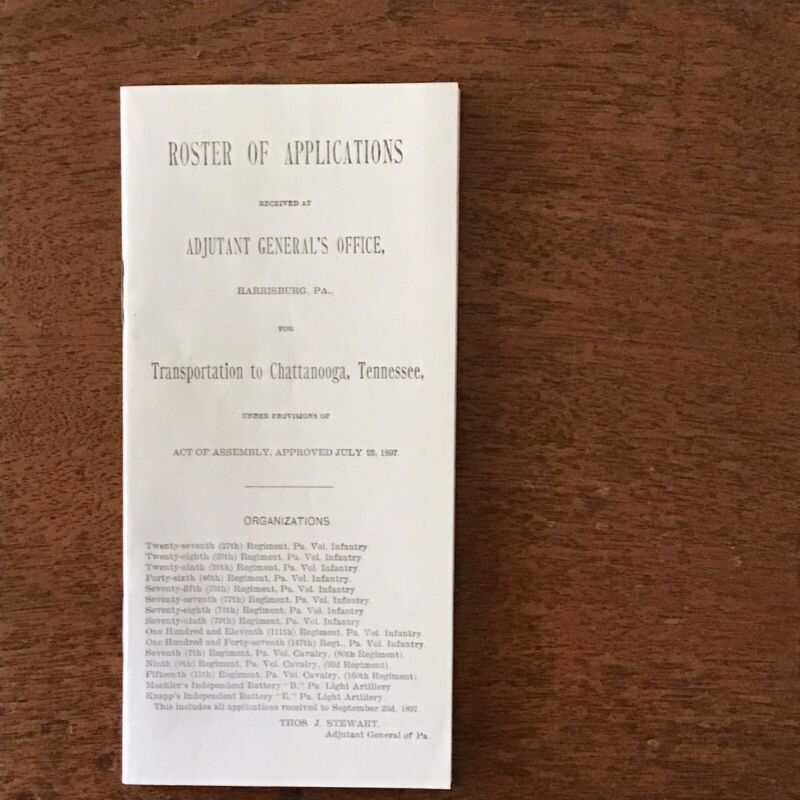 ROSTER OF APPLICATIONS
RECEIVED AT
ADJUTANT GENERAL'S OFFICE,
HARRISBURG, PA.,
FOR
Transportation to Chattanooga, Tennessee,
UNDER PROVISIONS OF
ACT OF ASSEMBLY, APPROVED JULY 22, 1897.
ORGANIZATIONS.
Twenty-seventh (27th) Regiment, Pa. Vol. Infantry.
Twenty-eighth (28th) Regiment, Pa. Vol. Infantry.
Twenty-ninth (29th) Regiment, Pa. Vol. Infantry.
Forty-sixth (46th) Regiment, Pa. Vol. Infantry.
Seventy-fifth (75th) Regiment, Pa. Vol. Infantry
Seventy-seventh (77th) Regiment, Pa. Vol. Infantry.
Seventy-eighth (78th) Regiment, Pa. Vol. Infantry
Seventy-ninth (79th) Regiment, Pa. Vol. Infantry
One Hundred and Eleventh (111th) Regiment, Pa. Vol. Infantry.
One Hundred and Forty-seventh (147th) Regt., Pa. Vol. Infantry.
Seventh (7th) Regiment, Pa. Vol. Cavalry, (80th Regiment).
Ninth (9th) Regiment, Pa. Vol. Cavalry, (92d Regiment).
Fifteenth (15th) Regiment, Pa. Vol. Cavalry, (160th Regiment).
Muehler's Independent Battery "B," Pa. Light Artillery.
Knapp's Independent Battery "E," Pa. Light Artillery.
This includes all applications received to September 23d, 1897.
THOS. J. STEWART,
Adjutant General of Pa.